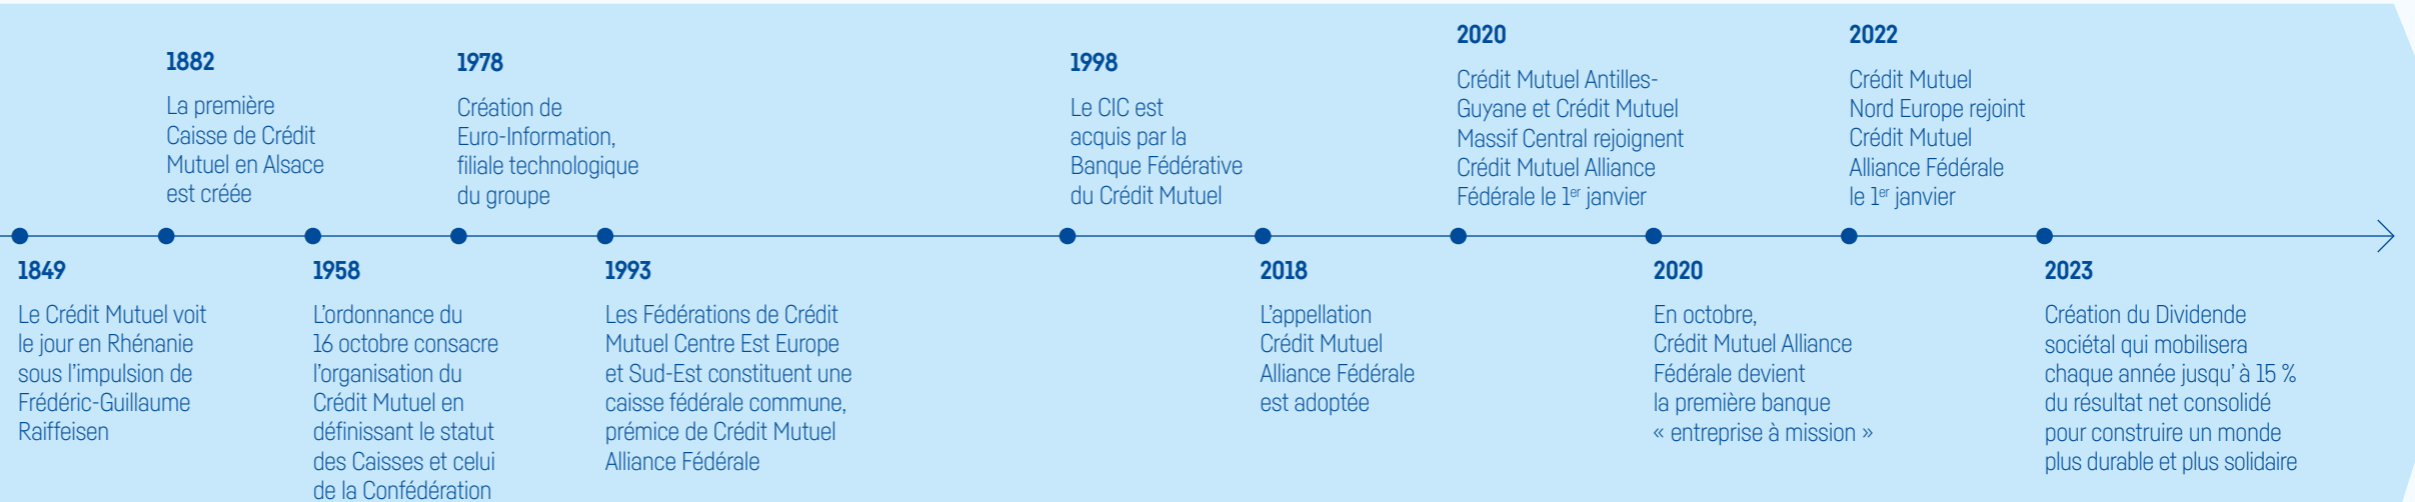 1849
Le Crédit Mutuel voit
le jour en Rhénanie
sous l’impulsion de
Frédéric-Guillaume
Raiffeisen
1882
La première
Caisse de Crédit
Mutuel en Alsace
est créée
1958
L’ordonnance du
16 octobre consacre
l’organisation du
Crédit Mutuel en
définissant le statut
des Caisses et celui
de la Confédération
1978
Création de
Euro-Information,
filiale technologique
du groupe
1993
Les Fédérations de Crédit
Mutuel Centre Est Europe
et Sud-Est constituent une
caisse fédérale commune,
prémice de Crédit Mutuel
Alliance Fédérale
1998
Le CIC est
acquis par la
Banque Fédérative
du Crédit Mutuel
2018
L’appellation
Crédit Mutuel
Alliance Fédérale
est adoptée
2020
Crédit Mutuel Antilles-
Guyane et Crédit Mutuel
Massif Central rejoignent
Crédit Mutuel Alliance
Fédérale le 1er janvier
2020
En octobre,
Crédit Mutuel Alliance
Fédérale devient
la première banque
« entreprise à mission »
2022
Crédit Mutuel
Nord Europe rejoint
Crédit Mutuel
Alliance Fédérale
le 1er janvier
2023
Création du Dividende
sociétal qui mobilisera
chaque année jusqu’ à 15 %
du résultat net consolidé
pour construire un monde
plus durable et plus solidaire